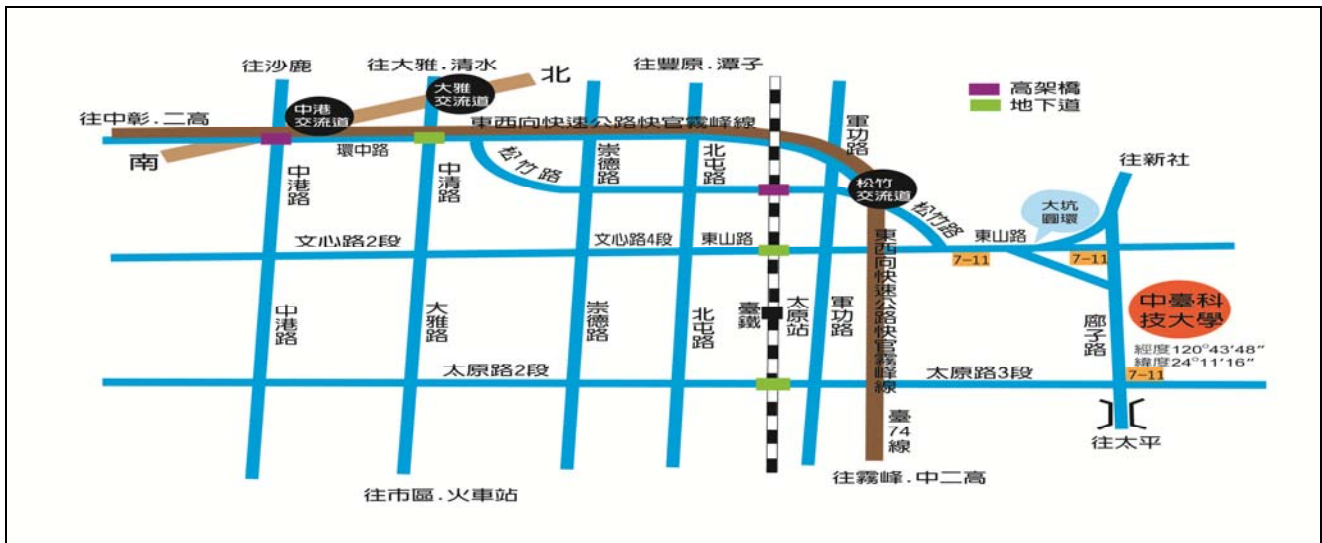 往沙鹿
往大雅.清水
北
往豐原.潭子
大雅
交流道
高架橋
地下道
中港
交流道
往中彰.二高
東西向快速公路快官霧峰線
軍功路
南
環中路
中港路
中清路
松竹路
崇德路
北屯路
往新社
松竹
交流道
松竹路
大坑
圓環
文心路2段
文心路4段
東山路
東山路
7-11
7-11
東西向快速公路快官霧峰線
中港路
大雅路
崇德路
北屯路
臺鐵
太原站
軍功路
廍子路
中臺科
技大學
經度120°43'48"
緯度24°11'16"
太原路2段
太原路3段
7-11
臺74線
往太平
往霧峰.中二高
往市區.火車站